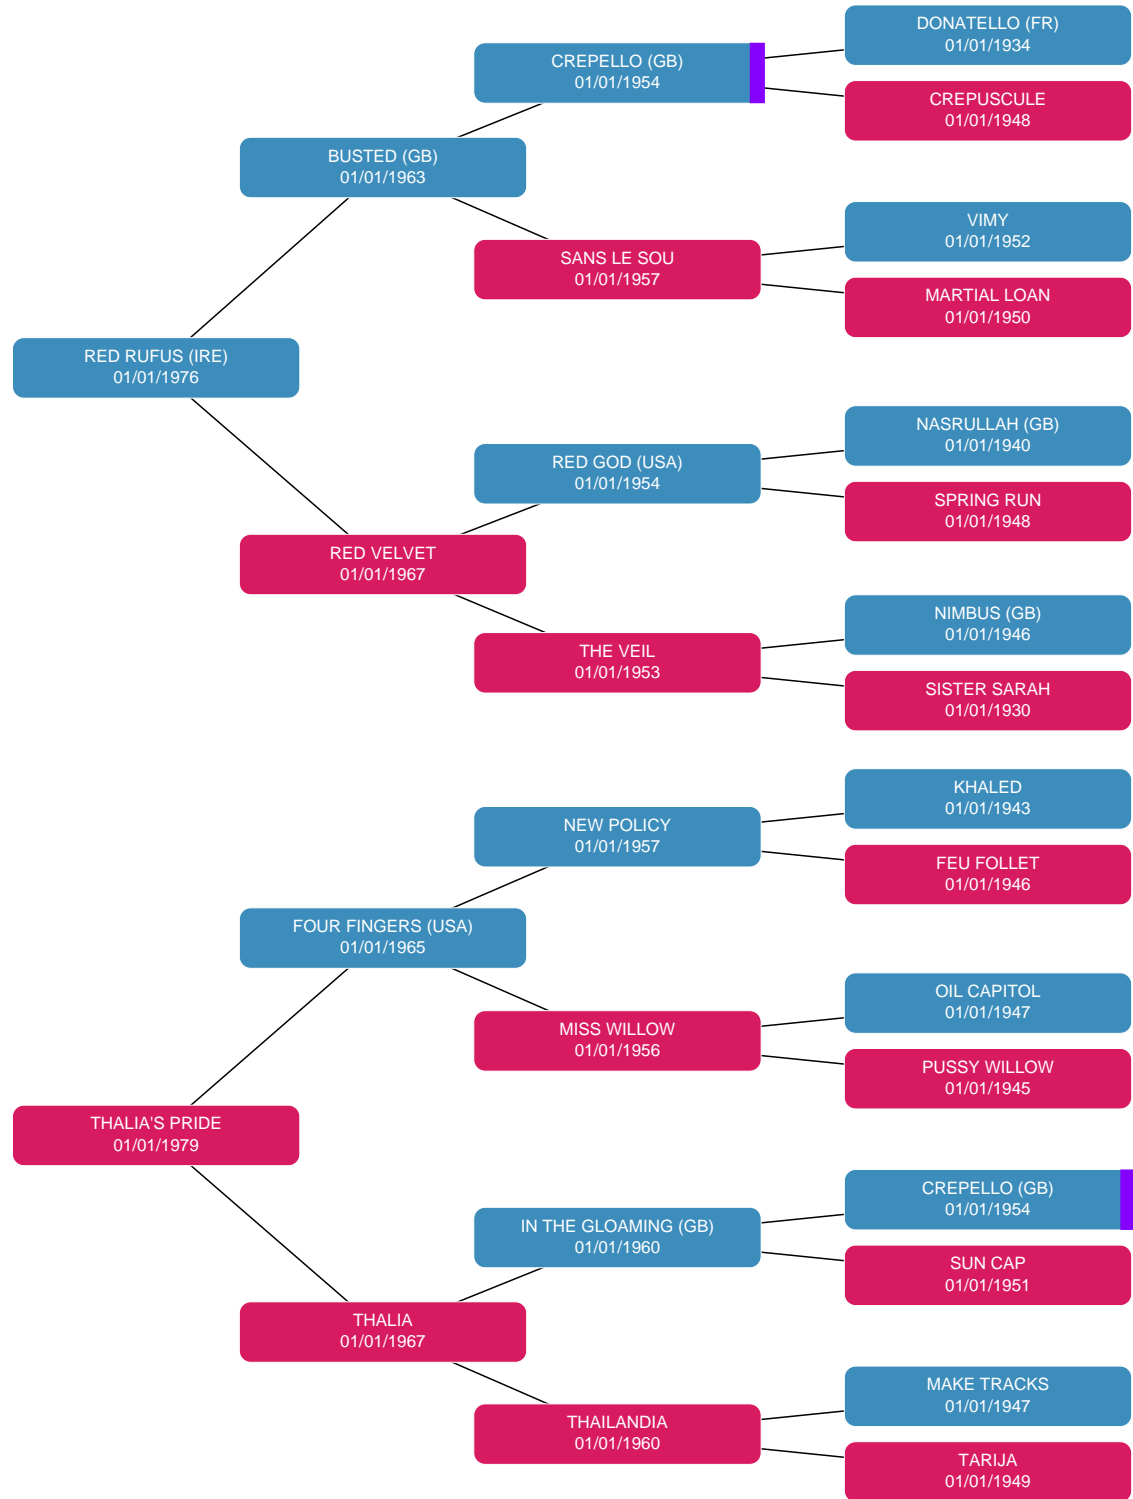 DONATELLO (FR)
01/01/1934
CREPELLO (GB)
01/01/1954
CREPUSCULE
01/01/1948
BUSTED (GB)
01/01/1963
VIMY
01/01/1952
SANS LE SOU
01/01/1957
MARTIAL LOAN
01/01/1950
RED RUFUS (IRE)
01/01/1976
NASRULLAH (GB)
01/01/1940
RED GOD (USA)
01/01/1954
SPRING RUN
01/01/1948
RED VELVET
01/01/1967
NIMBUS (GB)
01/01/1946
THE VEIL
01/01/1953
SISTER SARAH
01/01/1930
KHALED
01/01/1943
NEW POLICY
01/01/1957
FEU FOLLET
01/01/1946
FOUR FINGERS (USA)
01/01/1965
OIL CAPITOL
01/01/1947
MISS WILLOW
01/01/1956
PUSSY WILLOW
01/01/1945
THALIA'S PRIDE
01/01/1979
CREPELLO (GB)
01/01/1954
IN THE GLOAMING (GB)
01/01/1960
SUN CAP
01/01/1951
THALIA
01/01/1967
MAKE TRACKS
01/01/1947
THAILANDIA
01/01/1960
TARIJA
01/01/1949